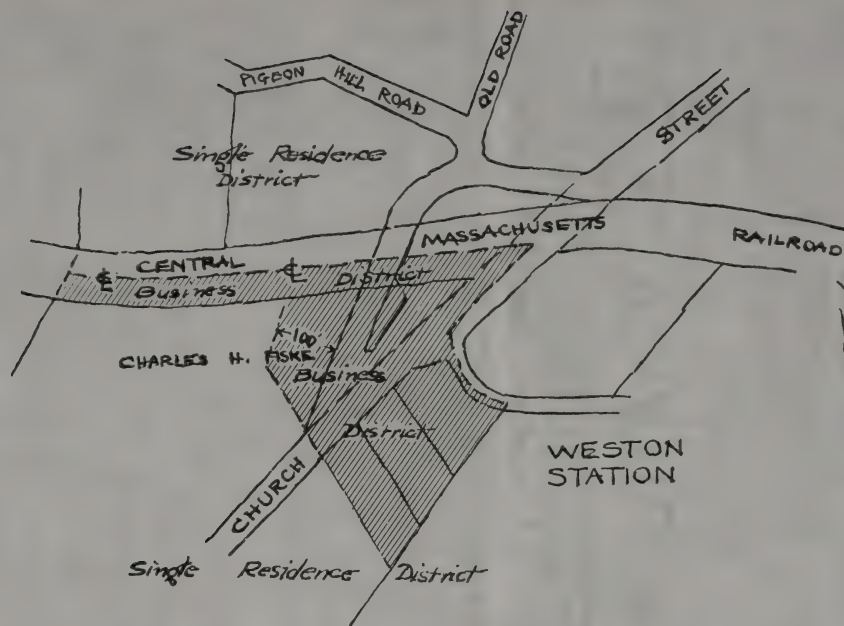 PIGEON HILL ROAD
OLD ROAD
STREET
Single Residence
District
MASSACHUSETTS
RAILROAD
CENTRAL
℄
℄
District
Business
100
CHARLES H. FISKE
Business
District
WESTON
STATION
CHURCH
Single Residence District